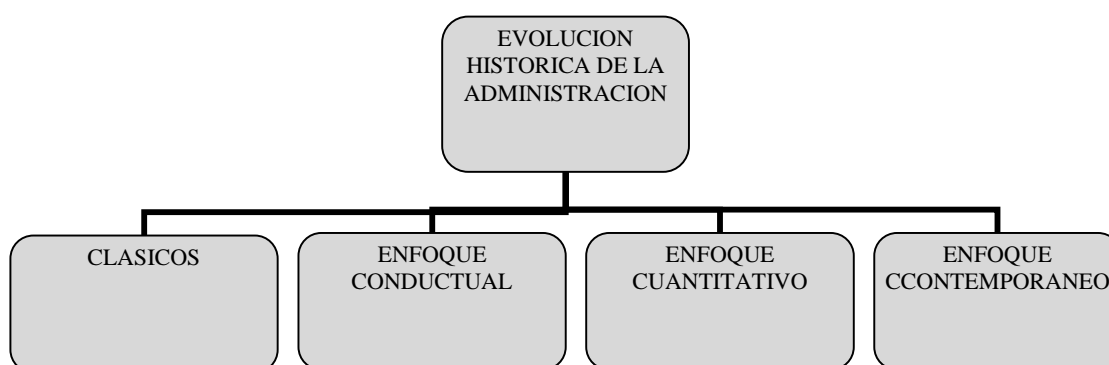 EVOLUCION
HISTORICA DE LA
ADMINISTRACION
CLASICOS
ENFOQUE
CONDUCTUAL
ENFOQUE
CUANTITATIVO
ENFOQUE
CCONTEMPORANEO